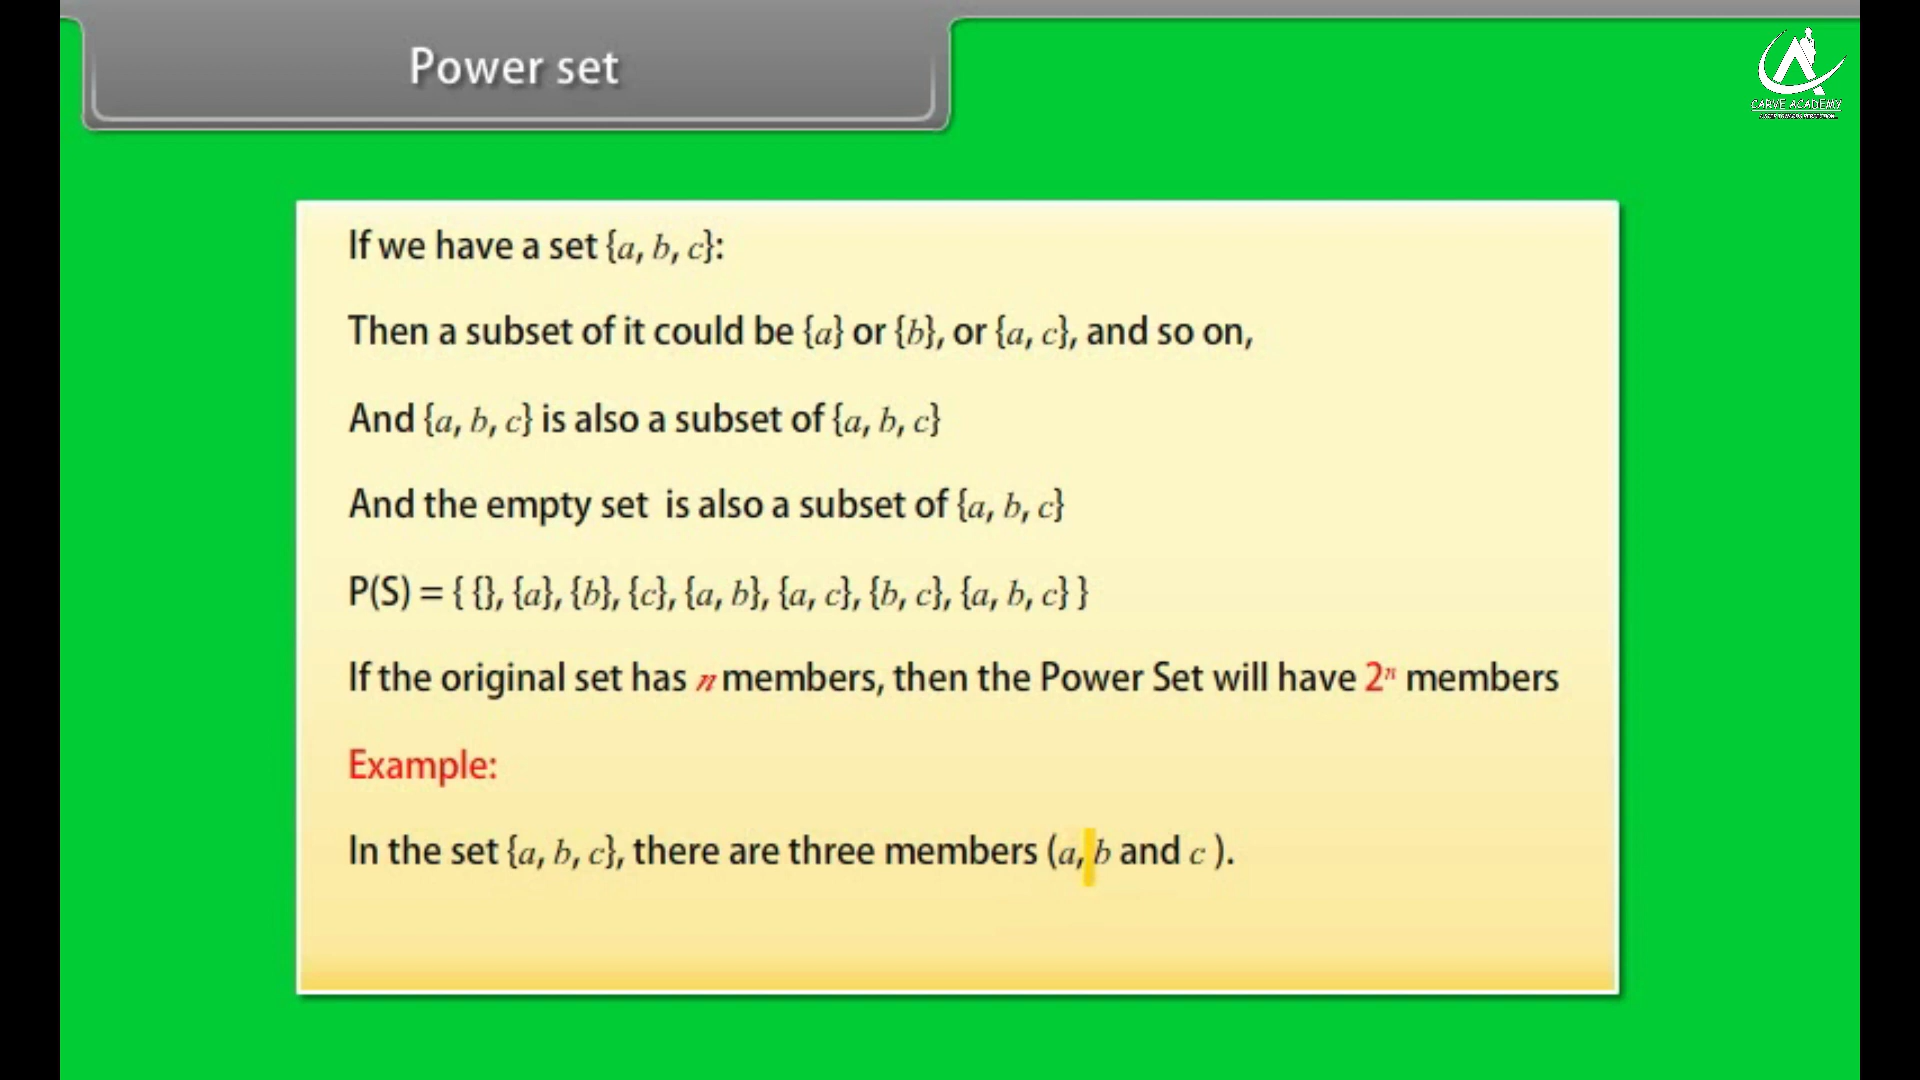 Power set
CARVE ACADEMY
If we have a set {a, b, c}:
Then a subset of it could be {a} or {b}, or {a, c}, and so on,
And {a, b, c} is also a subset of {a, b, c}
And the empty set is also a subset of {a, b, c}
P(S) = { {}, {a}, {b}, {c}, {a, b}, {a, c}, {b, c}, {a, b, c} }
If the original set has n members, then the Power Set will have 2ⁿ members
Example:
In the set {a, b, c}, there are three members (a, b and c ).